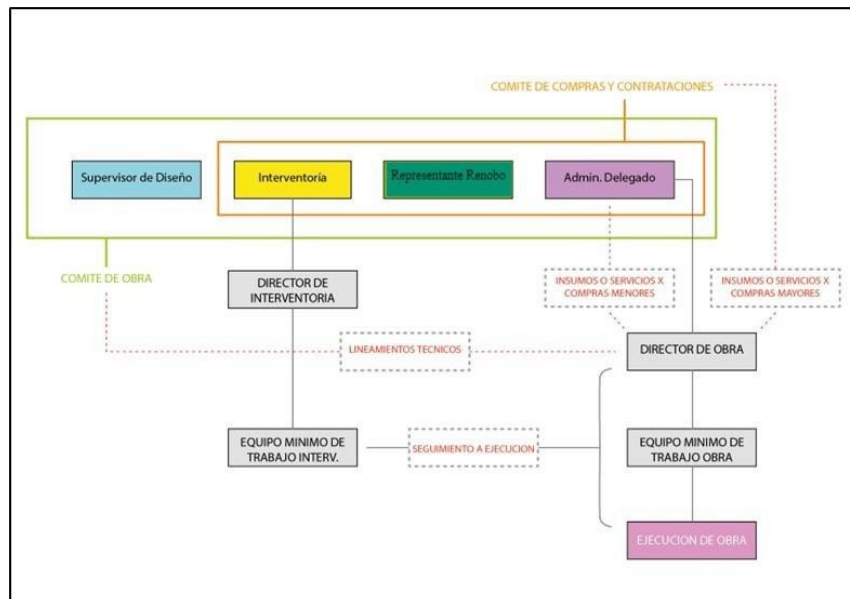 COMITE DE COMPRAS Y CONTRATACIONES
Supervisor de Diseño
Interventoría
Representante Renobo
Admin. Delegado
COMITE DE OBRA
DIRECTOR DE
INTERVENTORIA
INSUMOS O SERVICIOS X
COMPRAS MENORES
INSUMOS O SERVICIOS X
COMPRAS MAYORES
LINEAMIENTOS TECNICOS
DIRECTOR DE OBRA
EQUIPO MINIMO DE
TRABAJO INTERV.
SEGUIMIENTO A EJECUCION
EQUIPO MINIMO DE
TRABAJO OBRA
EJECUCION DE OBRA